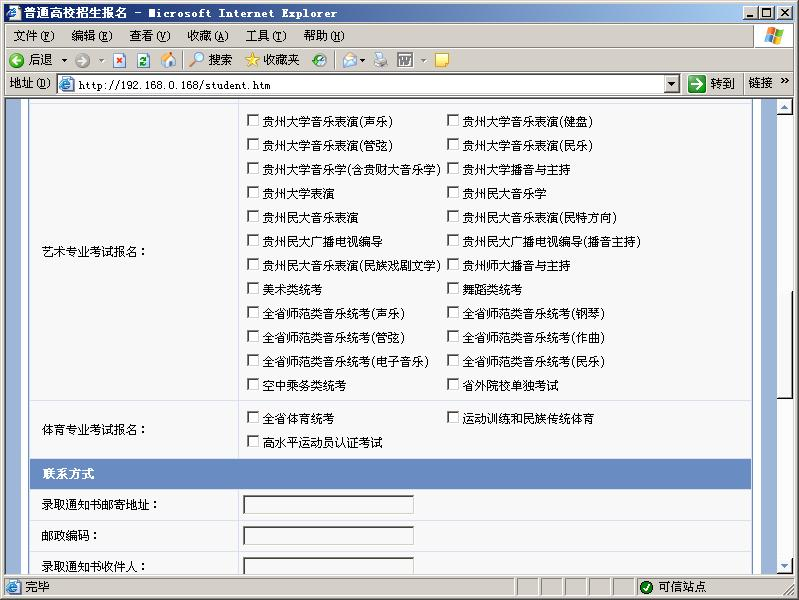 普通高校招生报名 - Microsoft Internet Explorer
文件(F) 编辑(E) 查看(V) 收藏(A) 工具(T) 帮助(H)
后退 搜索 收藏夹
地址(D) http://192.168.0.168/student.htm 转到 链接 »
贵州大学音乐表演(声乐) 贵州大学音乐表演(健盘)
贵州大学音乐表演(管弦) 贵州大学音乐表演(民乐)
贵州大学音乐学(含贵财大音乐学) 贵州大学播音与主持
贵州大学表演 贵州民大音乐学
贵州民大音乐表演 贵州民大音乐表演(民特方向)
艺术专业考试报名：
贵州民大广播电视编导 贵州民大广播电视编导(播音主持)
贵州民大音乐表演(民族戏剧文学) 贵州师大播音与主持
美术类统考 舞蹈类统考
全省师范类音乐统考(声乐) 全省师范类音乐统考(钢琴)
全省师范类音乐统考(管弦) 全省师范类音乐统考(作曲)
全省师范类音乐统考(电子音乐) 全省师范类音乐统考(民乐)
空中乘务类统考 省外院校单独考试
体育专业考试报名：
全省体育统考 运动训练和民族传统体育
高水平运动员认证考试
联系方式
录取通知书邮寄地址：
邮政编码：
录取通知书收件人：
完毕 可信站点